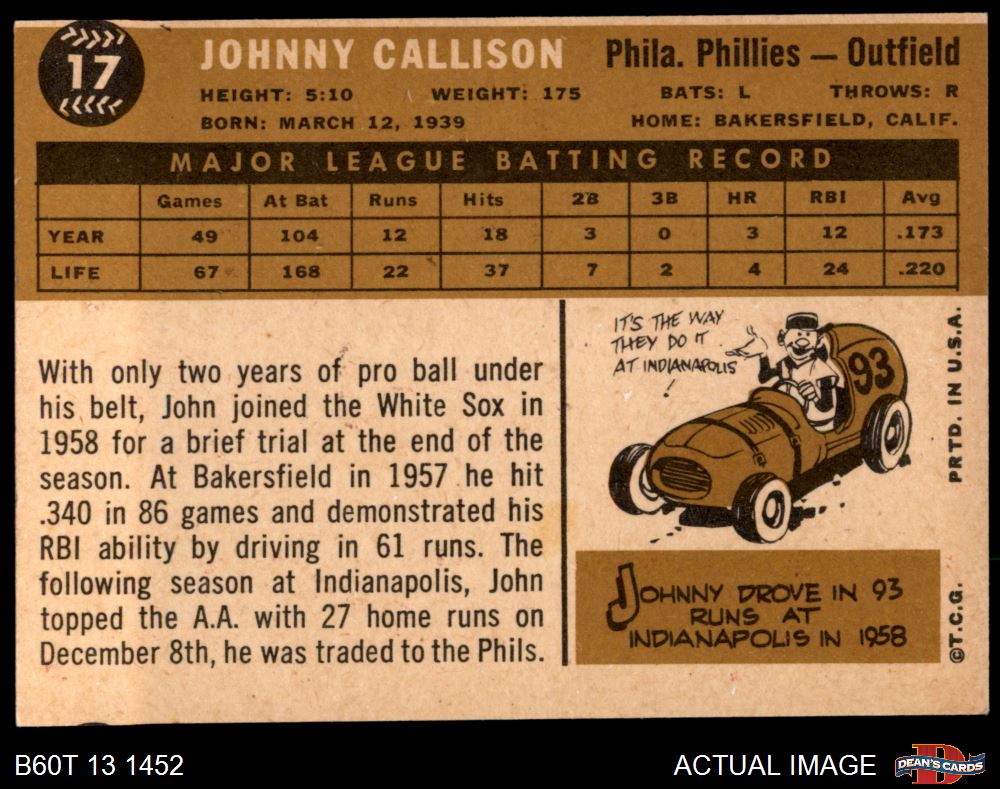 17
JOHNNY CALLISON Phila. Phillies — Outfield
HEIGHT: 5:10 WEIGHT: 175 BATS: L THROWS: R
BORN: MARCH 12, 1939 HOME: BAKERSFIELD, CALIF.
MAJOR LEAGUE BATTING RECORD
Games At Bat Runs Hits 2B 3B HR RBI Avg
YEAR 49 104 12 18 3 0 3 12 .173
LIFE 67 168 22 37 7 2 4 24 .220
With only two years of pro ball under
his belt, John joined the White Sox in
1958 for a brief trial at the end of the
season. At Bakersfield in 1957 he hit
.340 in 86 games and demonstrated his
RBI ability by driving in 61 runs. The
following season at Indianapolis, John
topped the A.A. with 27 home runs on
December 8th, he was traded to the Phils.
IT'S THE WAY
THEY DO IT
AT INDIANAPOLIS
!
93
JOHNNY DROVE IN 93
RUNS AT
INDIANAPOLIS IN 1958
©T.C.G. PRTD. IN U.S.A.
B60T 13 1452 ACTUAL IMAGE
DEAN'S CARDS